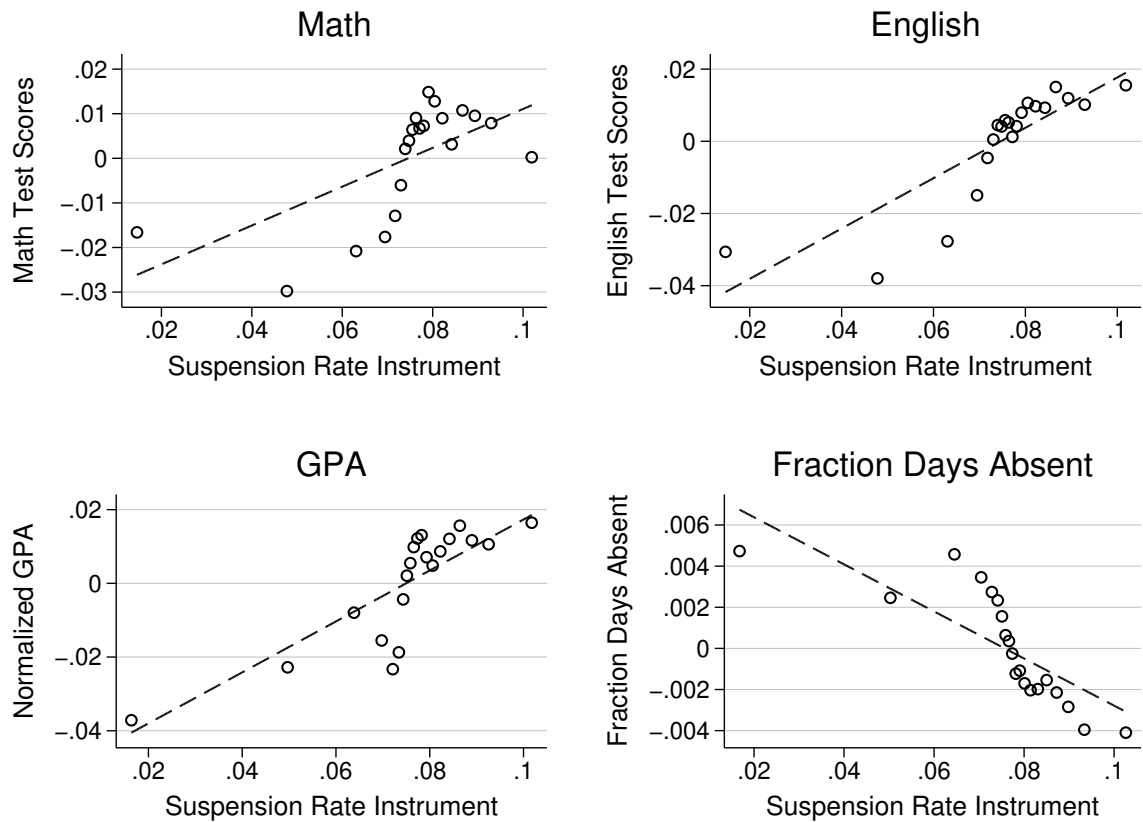 Math
Math Test Scores
.02
.01
0
−.01
−.02
−.03
.02 .04 .06 .08 .1
Suspension Rate Instrument
English
English Test Scores
.02
0
−.02
−.04
.02 .04 .06 .08 .1
Suspension Rate Instrument
GPA
Normalized GPA
.02
0
−.02
−.04
.02 .04 .06 .08 .1
Suspension Rate Instrument
Fraction Days Absent
Fraction Days Absent
.006
.004
.002
0
−.002
−.004
.02 .04 .06 .08 .1
Suspension Rate Instrument